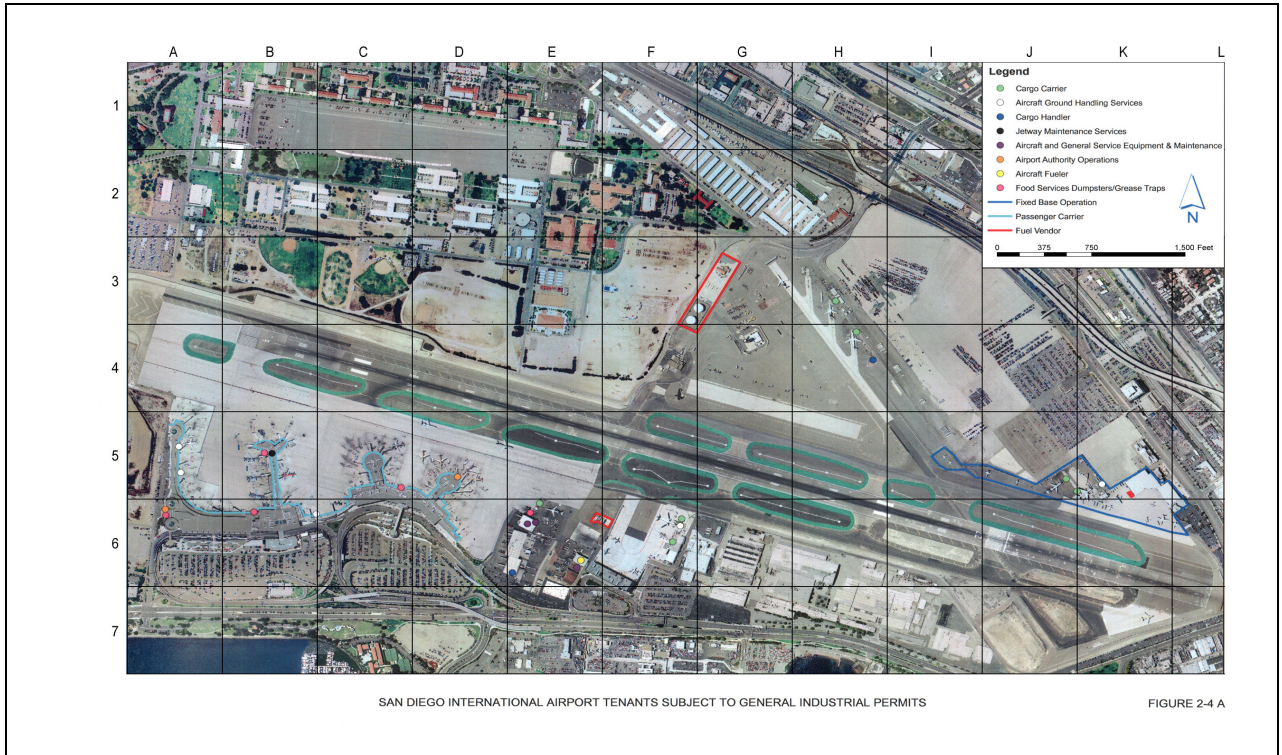 A B C D E F G H I J K L
1
2
3
4
5
6
7
Legend
Cargo Carrier
Aircraft Ground Handling Services
Cargo Handler
Jetway Maintenance Services
Aircraft and General Service Equipment & Maintenance
Airport Authority Operations
Aircraft Fueler
Food Services Dumpsters/Grease Traps
Fixed Base Operation
Passenger Carrier
Fuel Vendor
N
0 375 750 1,500 Feet
SAN DIEGO INTERNATIONAL AIRPORT TENANTS SUBJECT TO GENERAL INDUSTRIAL PERMITS
FIGURE 2-4 A